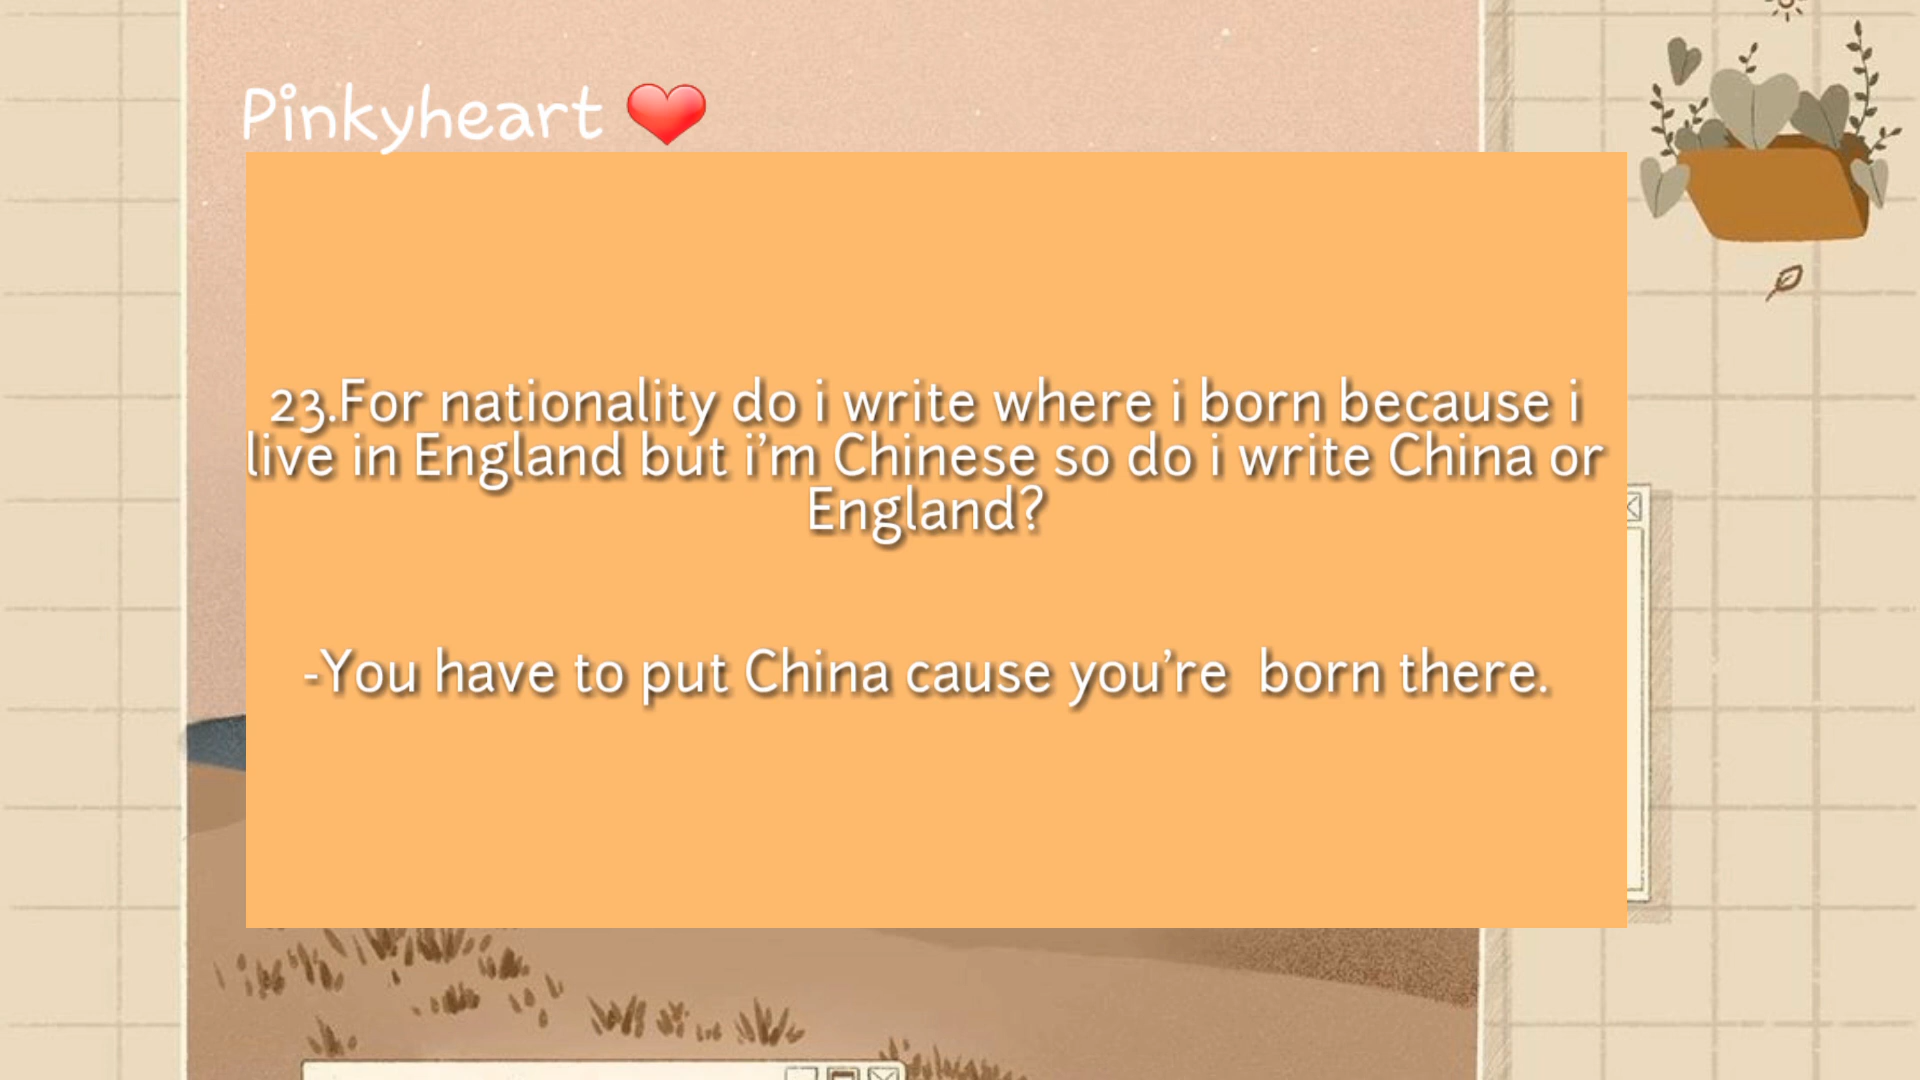 Pinkyheart ❤
23.For nationality do i write where i born because i
live in England but i’m Chinese so do i write China or
England?
-You have to put China cause you’re  born there.